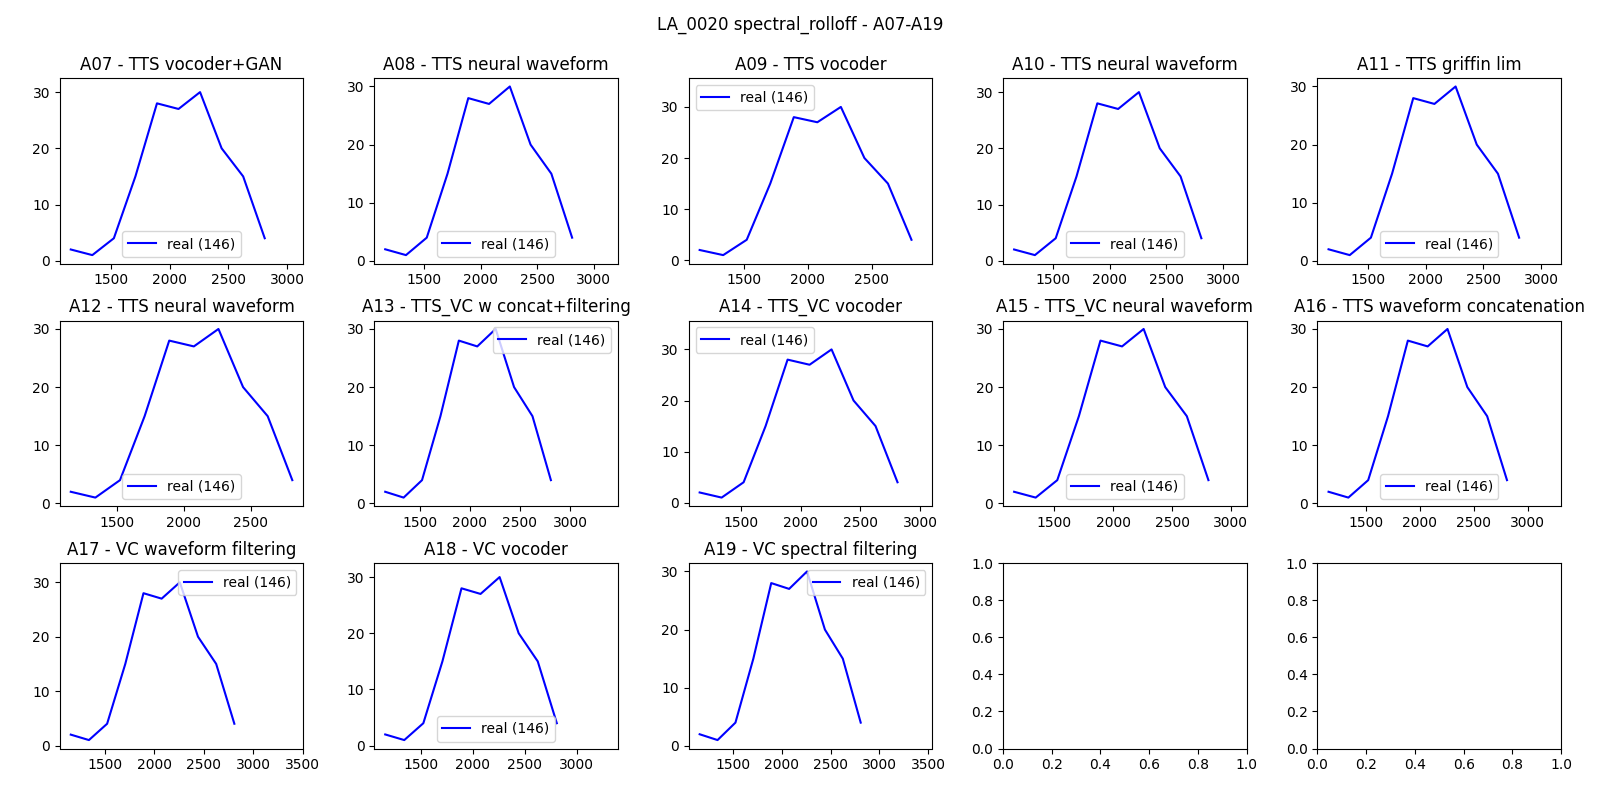 LA_0020 spectral_rolloff - A07-A19
A07 - TTS vocoder+GAN
30
20
10
0
1500 2000 2500 3000
real (146)
A08 - TTS neural waveform
30
20
10
0
1500 2000 2500 3000
real (146)
A09 - TTS vocoder
30
20
10
0
1500 2000 2500
real (146)
A10 - TTS neural waveform
30
20
10
0
1500 2000 2500 3000
real (146)
A11 - TTS griffin lim
30
20
10
0
1500 2000 2500 3000
real (146)
A12 - TTS neural waveform
30
20
10
0
1500 2000 2500
real (146)
A13 - TTS_VC w concat+filtering
30
20
10
0
1500 2000 2500 3000
real (146)
A14 - TTS_VC vocoder
30
20
10
0
1500 2000 2500 3000
real (146)
A15 - TTS_VC neural waveform
30
20
10
0
1500 2000 2500 3000
real (146)
A16 - TTS waveform concatenation
30
20
10
0
1500 2000 2500 3000
real (146)
A17 - VC waveform filtering
30
20
10
0
1500 2000 2500 3000 3500
real (146)
A18 - VC vocoder
30
20
10
0
1500 2000 2500 3000
real (146)
A19 - VC spectral filtering
30
20
10
0
1500 2000 2500 3000 3500
real (146)
1.0
0.8
0.6
0.4
0.2
0.0
0.0 0.2 0.4 0.6 0.8 1.0
1.0
0.8
0.6
0.4
0.2
0.0
0.0 0.2 0.4 0.6 0.8 1.0